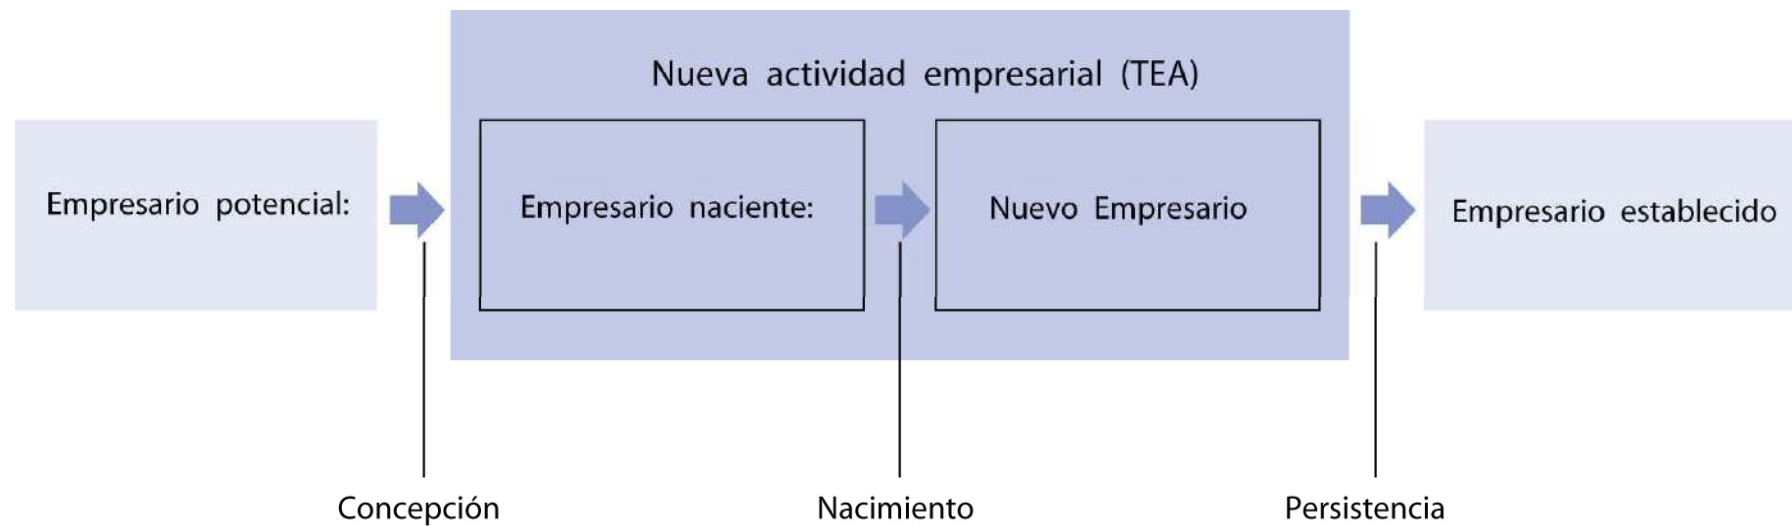 Nueva actividad empresarial (TEA)
Empresario potencial:
Empresario naciente:
Nuevo Empresario
Empresario establecido
Concepción
Nacimiento
Persistencia